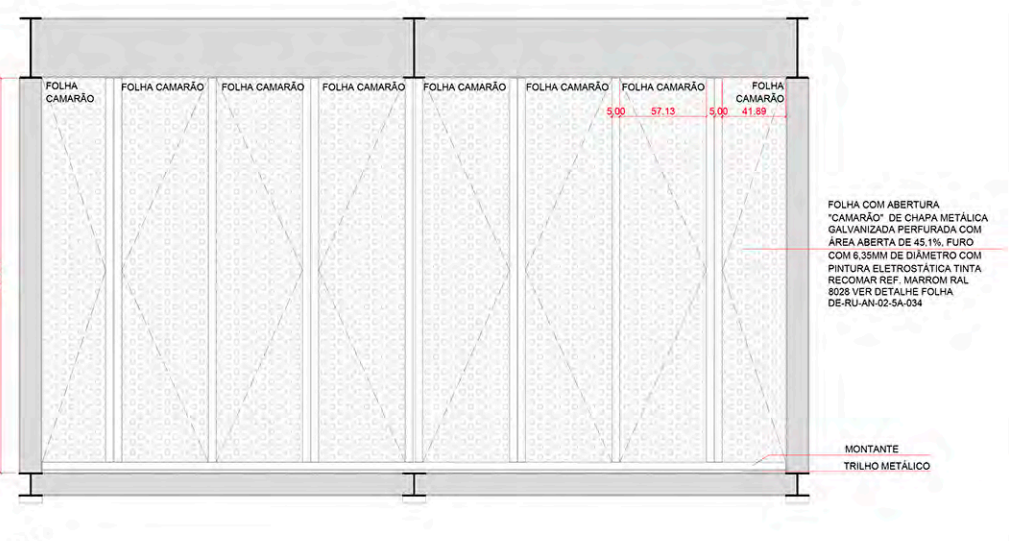 FOLHA
CAMARÃO
FOLHA CAMARÃO
FOLHA CAMARÃO
FOLHA CAMARÃO
FOLHA CAMARÃO
FOLHA CAMARÃO
FOLHA CAMARÃO
FOLHA
CAMARÃO
5,00 57.13 5,00 41.89
FOLHA COM ABERTURA
"CAMARÃO" DE CHAPA METÁLICA
GALVANIZADA PERFURADA COM
ÁREA ABERTA DE 45,1%, FURO
COM 6,35MM DE DIÂMETRO COM
PINTURA ELETROSTÁTICA TINTA
RECOMAR REF. MARROM RAL
8028 VER DETALHE FOLHA
DE-RU-AN-02-5A-034
MONTANTE
TRILHO METÁLICO